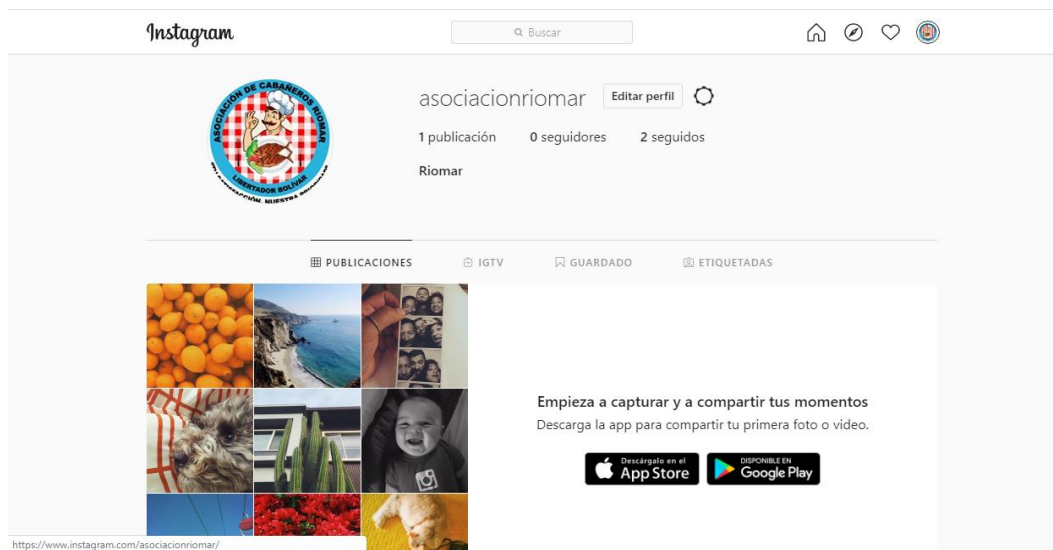 Instagram
Buscar
ASOCIACIÓN DE CABAÑEROS RIOMAR
LIBERTADOR BOLÍVAR
asociacionriomar Editar perfil
1 publicación 0 seguidores 2 seguidos
Riomar
PUBLICACIONES IGTV GUARDADO ETIQUETADAS
Empieza a capturar y a compartir tus momentos
Descarga la app para compartir tu primera foto o video.
Descárgalo en el App Store
DISPONIBLE EN Google Play
https://www.instagram.com/asociacionriomar/